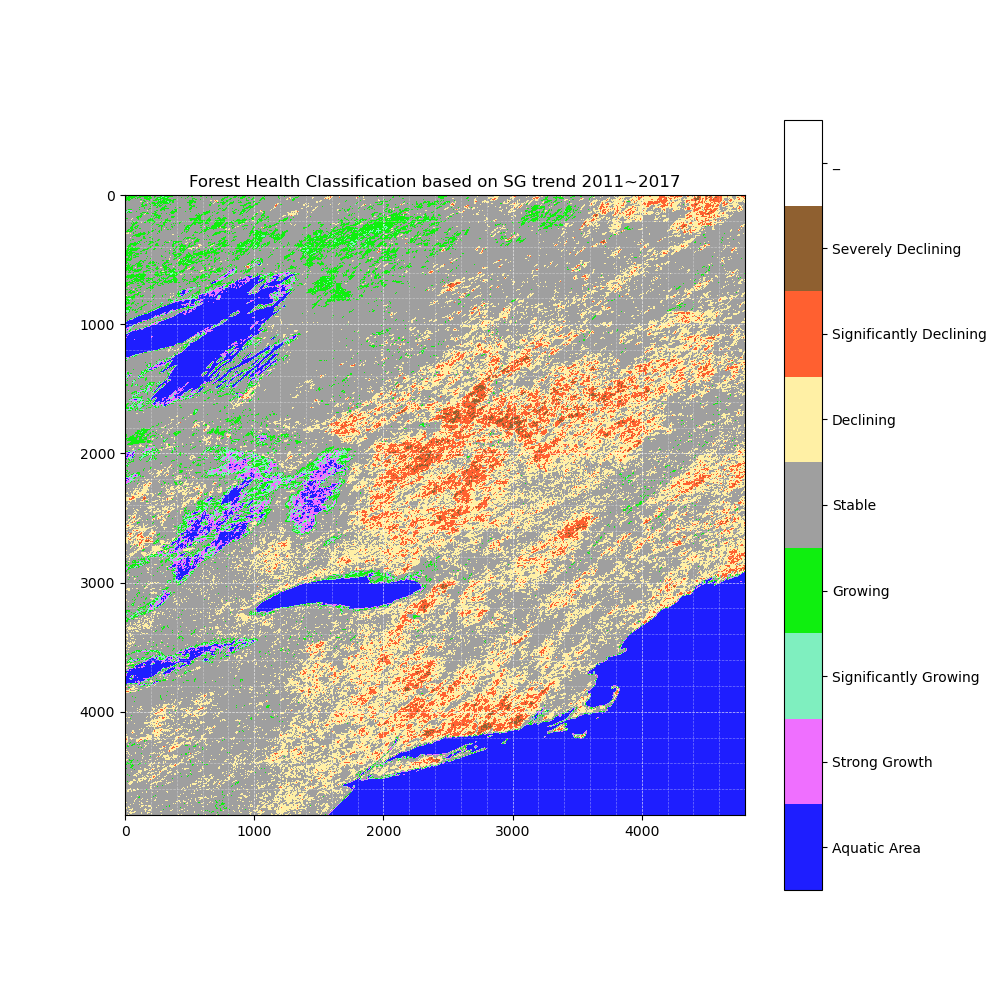 Forest Health Classification based on SG trend 2011~2017
0
1000
2000
3000
4000
0
1000
2000
3000
4000
_
Severely Declining
Significantly Declining
Declining
Stable
Growing
Significantly Growing
Strong Growth
Aquatic Area